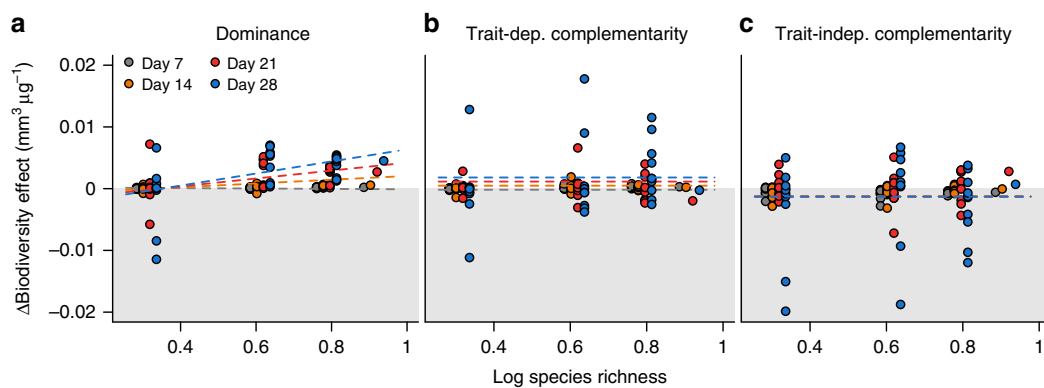 a Dominance
b Trait-dep. complementarity
c Trait-indep. complementarity
ΔBiodiversity effect (mm³ µg⁻¹)
0.02
0.01
0
−0.01
−0.02
Day 7 Day 21
Day 14 Day 28
0.4 0.6 0.8 1 0.4 0.6 0.8 1 0.4 0.6 0.8 1
Log species richness